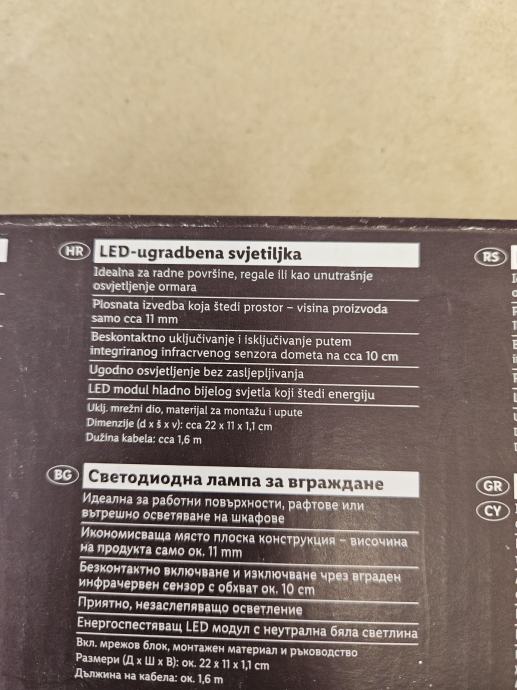 HR LED-ugradbena svjetiljka
Idealna za radne površine, regale ili kao unutrašnje
osvjetljenje ormara
Plosnata izvedba koja štedi prostor – visina proizvoda
samo cca 11 mm
Beskontaktno uključivanje i isključivanje putem
integriranog infracrvenog senzora dometa na cca 10 cm
Ugodno osvjetljenje bez zasljepljivanja
LED modul hladno bijelog svjetla koji štedi energiju
Uklj. mrežni dio, materijal za montažu i upute
Dimenzije (d x š x v): cca 22 x 11 x 1,1 cm
Dužina kabela: cca 1,6 m
BG Светодиодна лампа за вграждане
Идеална за работни повърхности, рафтове или
вътрешно осветяване на шкафове
Икономисваща място плоска конструкция – височина
на продукта само ок. 11 mm
Безконтактно включване и изключване чрез вграден
инфрачервен сензор с обхват ок. 10 cm
Приятно, незаслепяващо осветление
Енергоспестяващ LED модул с неутрална бяла светлина
Вкл. мрежов блок, монтажен материал и ръководство
Размери (Д x Ш x В): ок. 22 x 11 x 1,1 cm
Дължина на кабела: ок. 1,6 m
RS
GR
CY